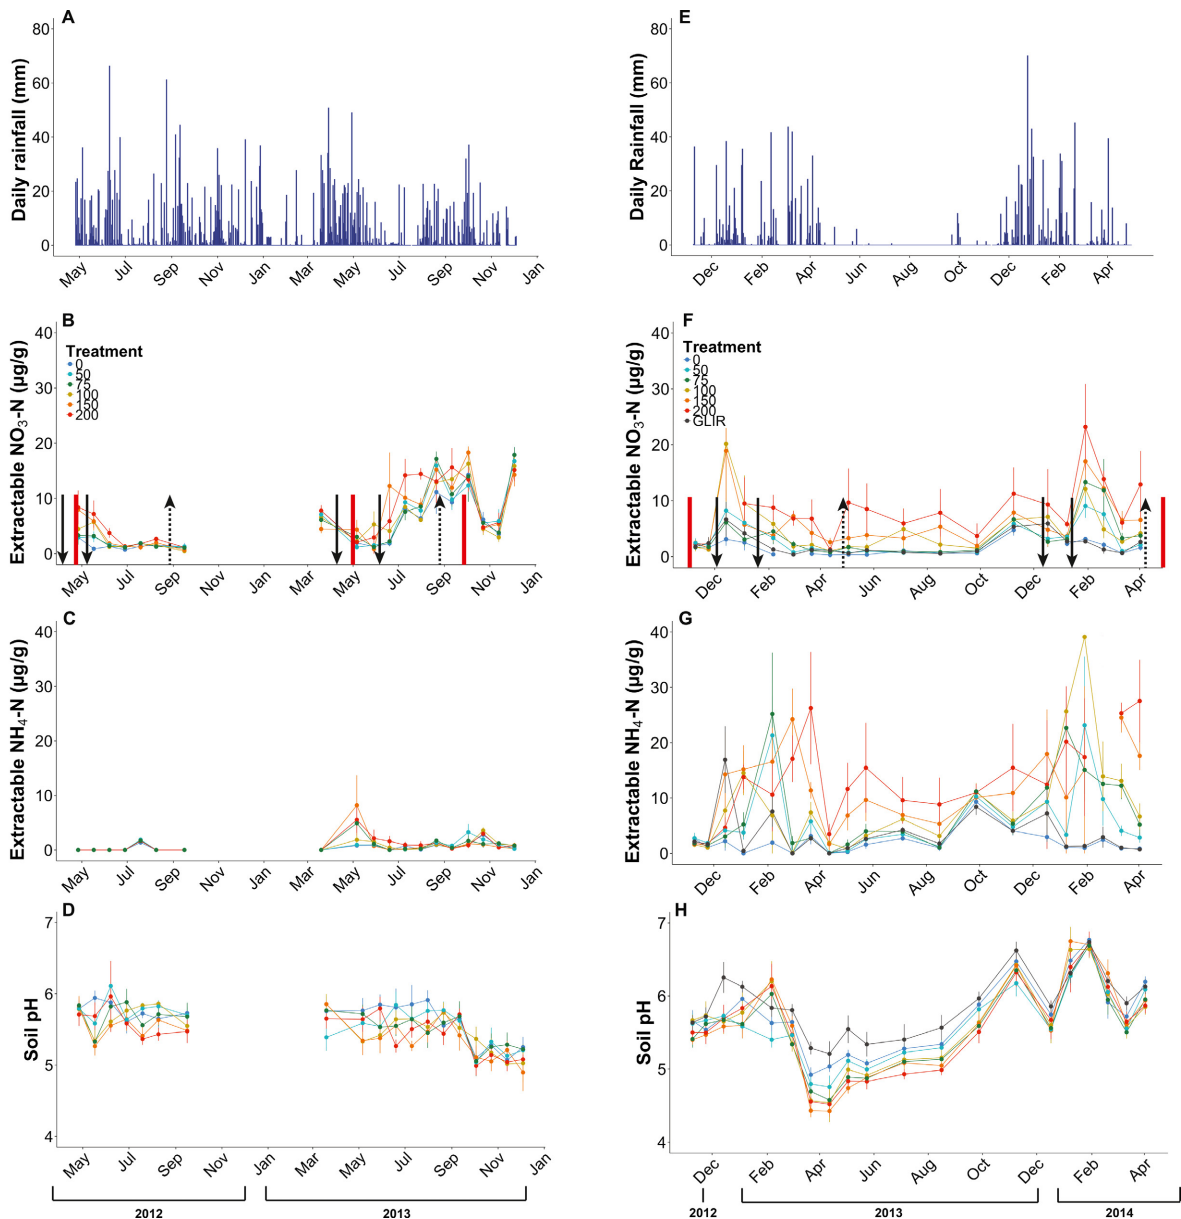 A
Daily rainfall (mm)
80
60
40
20
0
May Jul Sep Nov Jan Mar May Jul Sep Nov Jan
E
Daily Rainfall (mm)
80
60
40
20
0
Dec Feb Apr Jun Aug Oct Dec Feb Apr
B
Extractable NO3-N (µg/g)
40
30
20
10
0
Treatment
0
50
75
100
150
200
May Jul Sep Nov Jan Mar May Jul Sep Nov Jan
F
Extractable NO3-N (µg/g)
40
30
20
10
0
Treatment
0
50
75
100
150
200
GLIR
Dec Feb Apr Jun Aug Oct Dec Feb Apr
C
Extractable NH4-N (µg/g)
40
30
20
10
0
May Jul Sep Nov Jan Mar May Jul Sep Nov Jan
G
Extractable NH4-N (µg/g)
40
30
20
10
0
Dec Feb Apr Jun Aug Oct Dec Feb Apr
D
Soil pH
7
6
5
4
May Jul Sep Nov Jan Mar May Jul Sep Nov Jan
2012 2013
H
Soil pH
7
6
5
4
Dec Feb Apr Jun Aug Oct Dec Feb Apr
2012 2013 2014